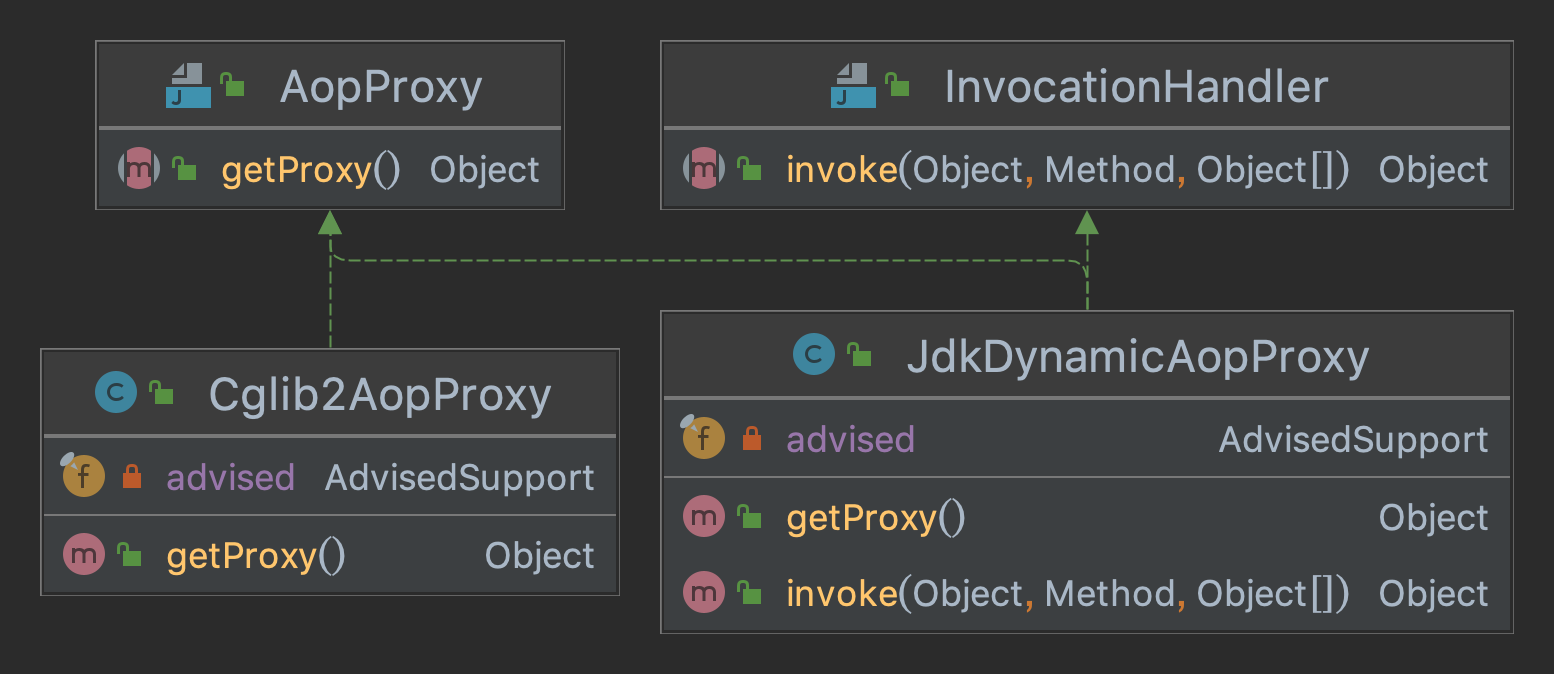 AopProxy
getProxy() Object
InvocationHandler
invoke(Object, Method, Object[]) Object
Cglib2AopProxy
advised AdvisedSupport
getProxy() Object
JdkDynamicAopProxy
advised AdvisedSupport
getProxy() Object
invoke(Object, Method, Object[]) Object